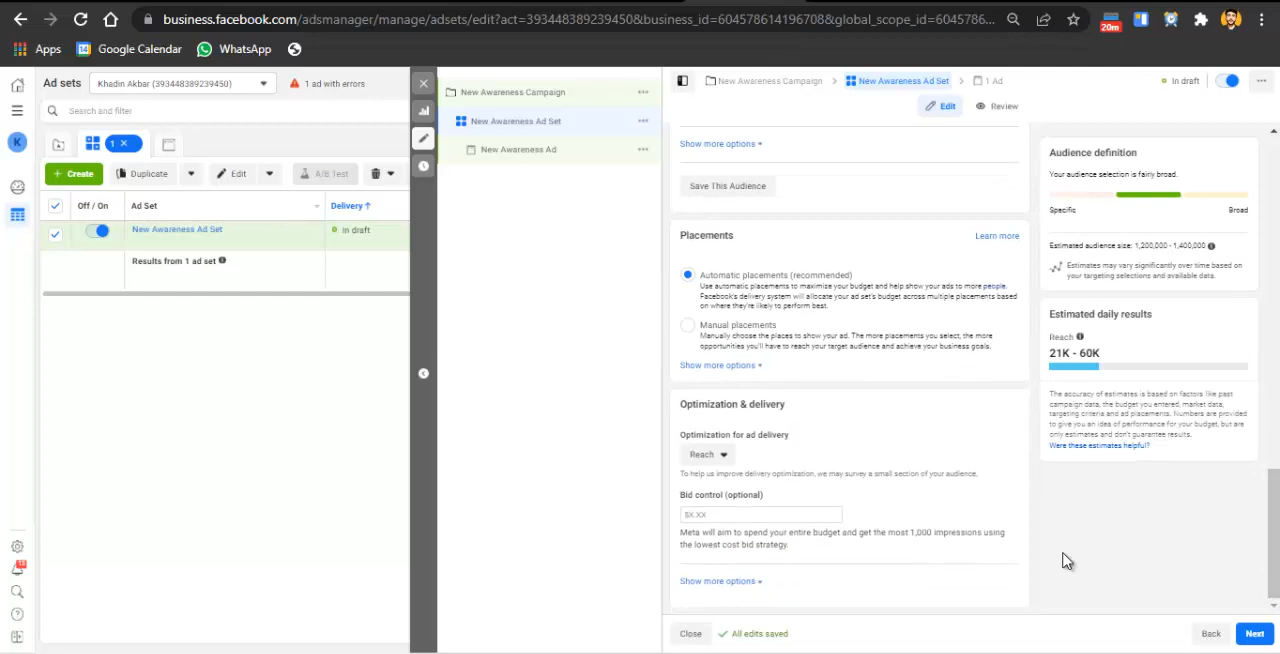 business.facebook.com/adsmanager/manage/adsets/edit?act=393448389239450&business_id=604578614196708&global_scope_id=6045786...
20m
Apps
14
Google Calendar
WhatsApp
Ad sets
Khadin Akbar (393448389239450)
1 ad with errors
Search and filter
K
1 ×
+ Create
Duplicate
Edit
A/B Test
Off / On
Ad Set
Delivery ↑
New Awareness Ad Set
In draft
Results from 1 ad set
New Awareness Campaign
New Awareness Ad Set
New Awareness Ad
New Awareness Campaign
New Awareness Ad Set
1 Ad
In draft
Edit
Review
Show more options
Save This Audience
Placements
Learn more
Automatic placements (recommended)
Use automatic placements to maximize your budget and help show your ads to more people.
Facebook's delivery system will allocate your ad set's budget across multiple placements based
on where they're likely to perform best.
Manual placements
Manually choose the places to show your ad. The more placements you select, the more
opportunities you'll have to reach your target audience and achieve your business goals.
Show more options
Optimization & delivery
Optimization for ad delivery
Reach
To help us improve delivery optimization, we may survey a small section of your audience.
Bid control (optional)
$X.XX
Meta will aim to spend your entire budget and get the most 1,000 impressions using
the lowest cost bid strategy.
Show more options
Close
All edits saved
Back
Next
Audience definition
Your audience selection is fairly broad.
Specific
Broad
Estimated audience size: 1,200,000 - 1,400,000
Estimates may vary significantly over time based on
your targeting selections and available data.
Estimated daily results
Reach
21K - 60K
The accuracy of estimates is based on factors like past
campaign data, the budget you entered, market data,
targeting criteria and ad placements. Numbers are provided
to give you an idea of performance for your budget, but are
only estimates and don't guarantee results.
Were these estimates helpful?